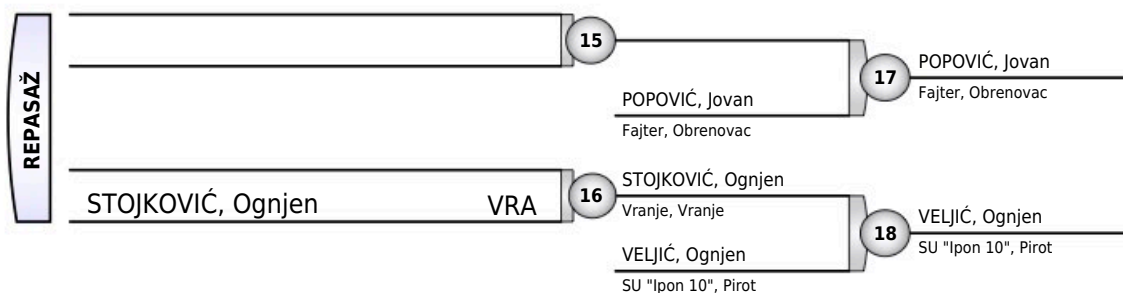 REPASAŽ
15
POPOVIĆ, Jovan
Fajter, Obrenovac
17
POPOVIĆ, Jovan
Fajter, Obrenovac
STOJKOVIĆ, Ognjen VRA
16
STOJKOVIĆ, Ognjen
Vranje, Vranje
VELJIĆ, Ognjen
SU "Ipon 10", Pirot
18
VELJIĆ, Ognjen
SU "Ipon 10", Pirot